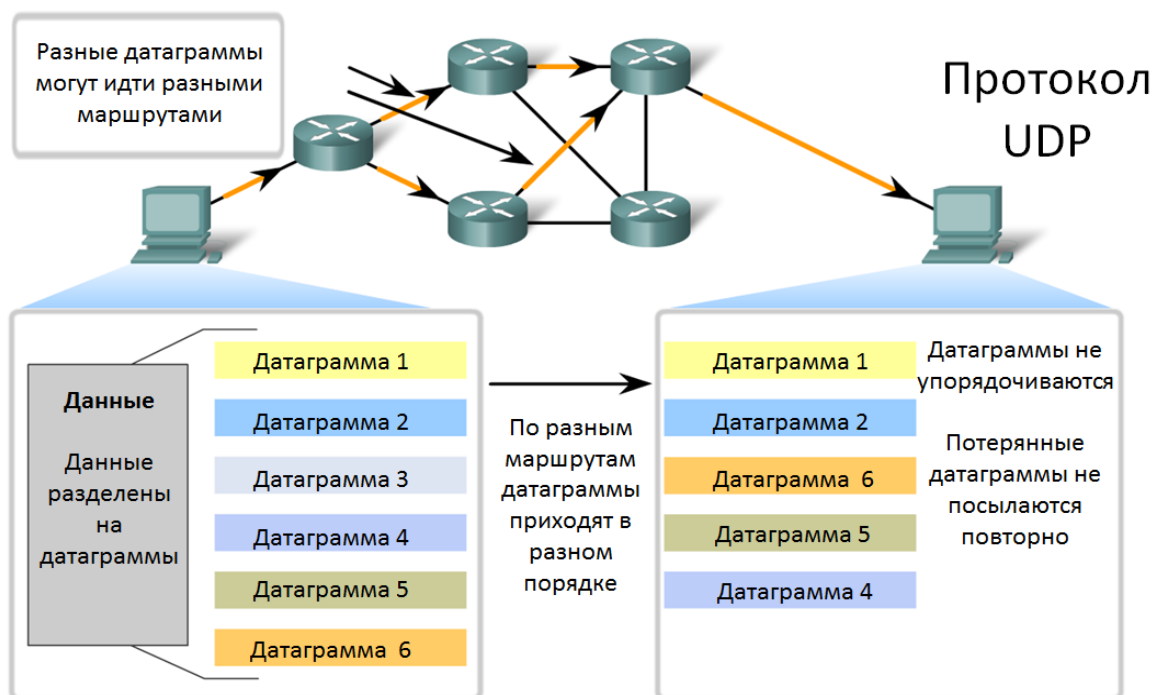 Разные датаграммы
могут идти разными
маршрутами
Протокол
UDP
Данные
Данные
разделены
на
датаграммы
Датаграмма 1
Датаграмма 2
Датаграмма 3
Датаграмма 4
Датаграмма 5
Датаграмма 6
По разным
маршрутам
датаграммы
приходят в
разном
порядке
Датаграмма 1
Датаграмма 2
Датаграмма 6
Датаграмма 5
Датаграмма 4
Датаграммы не
упорядочиваются
Потерянные
датаграммы не
посылаются
повторно